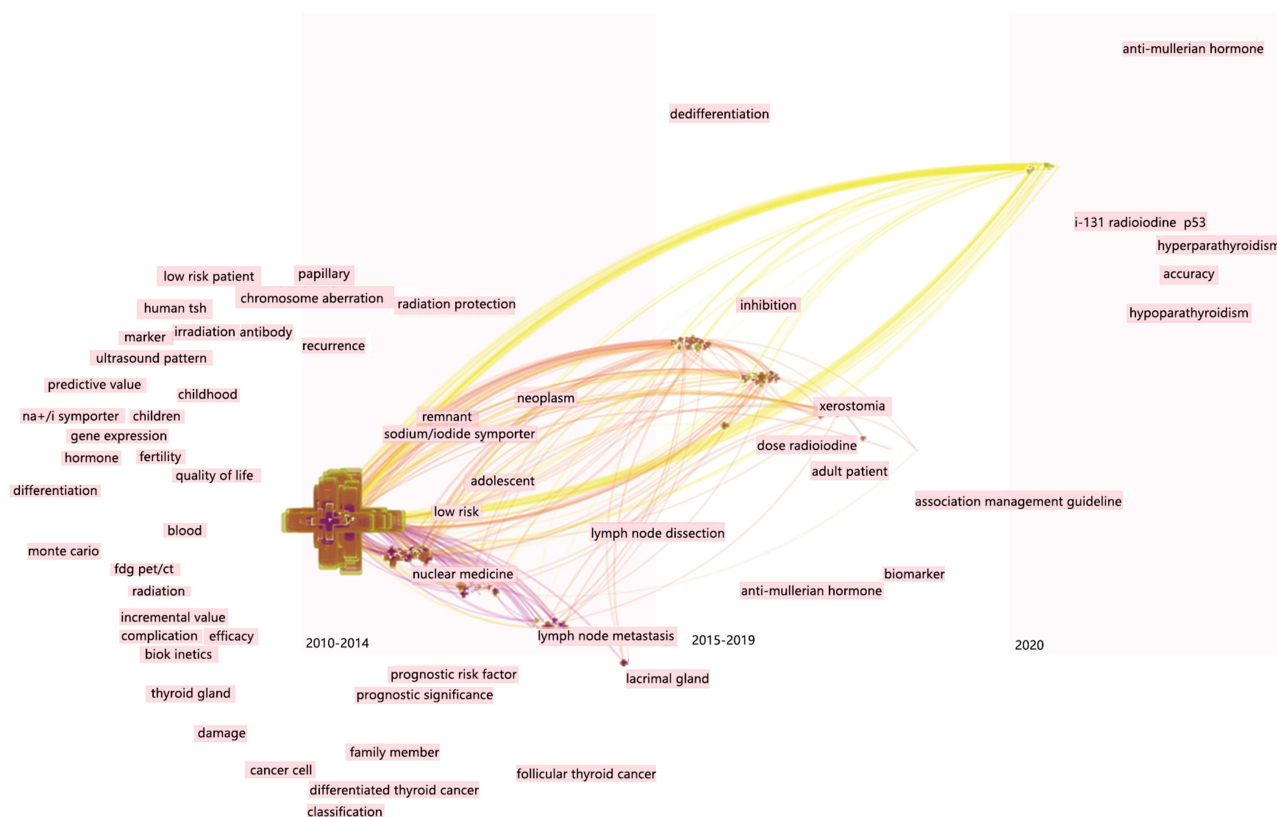 anti-mullerian hormone
dedifferentiation
i-131 radioiodine p53
hyperparathyroidism
accuracy
hypoparathyroidism
low risk patient
papillary
chromosome aberration
radiation protection
human tsh
inhibition
marker
irradiation antibody
recurrence
ultrasound pattern
predictive value
childhood
neoplasm
xerostomia
na+/i symporter
children
remnant
gene expression
sodium/iodide symporter
dose radioiodine
hormone
fertility
adult patient
quality of life
adolescent
differentiation
association management guideline
low risk
blood
lymph node dissection
monte cario
fdg pet/ct
nuclear medicine
biomarker
radiation
anti-mullerian hormone
incremental value
complication
efficacy
lymph node metastasis
2010-2014
2015-2019
2020
biok inetics
prognostic risk factor
lacrimal gland
thyroid gland
prognostic significance
damage
family member
cancer cell
follicular thyroid cancer
differentiated thyroid cancer
classification